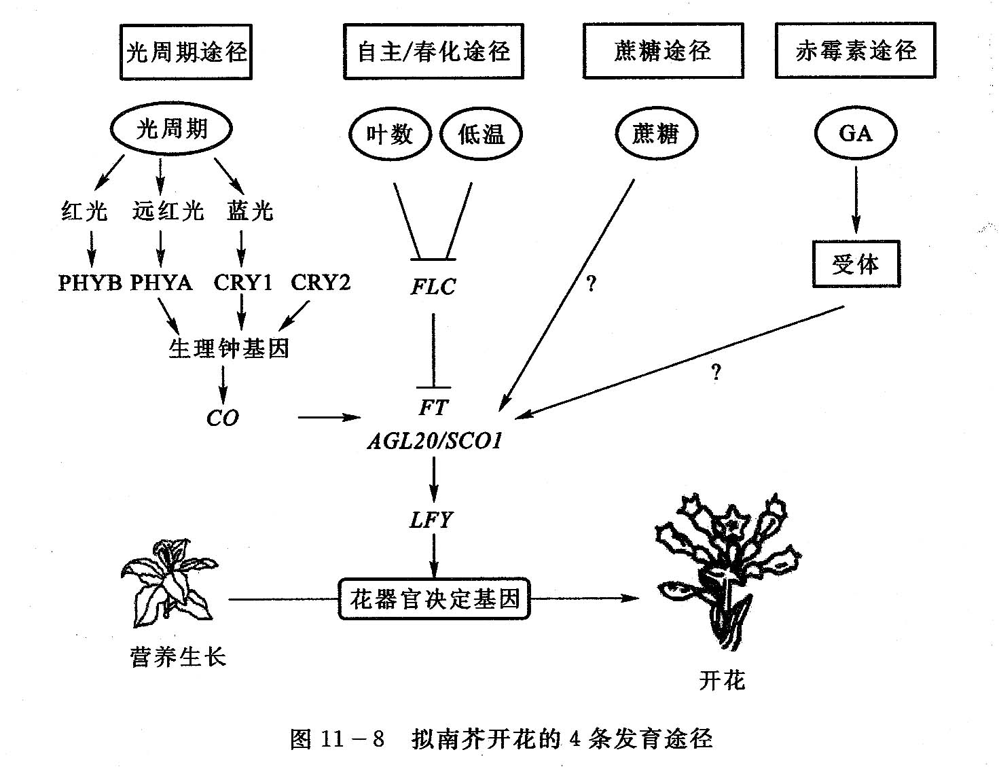 光周期途径
自主/春化途径
蔗糖途径
赤霉素途径
光周期
叶数
低温
蔗糖
GA
红光
远红光
蓝光
受体
PHYB
PHYA
CRY1
CRY2
FLC
?
生理钟基因
?
CO
FT
AGL20/SCO1
LFY
花器官决定基因
营养生长
开花
图 11-8 拟南芥开花的 4 条发育途径